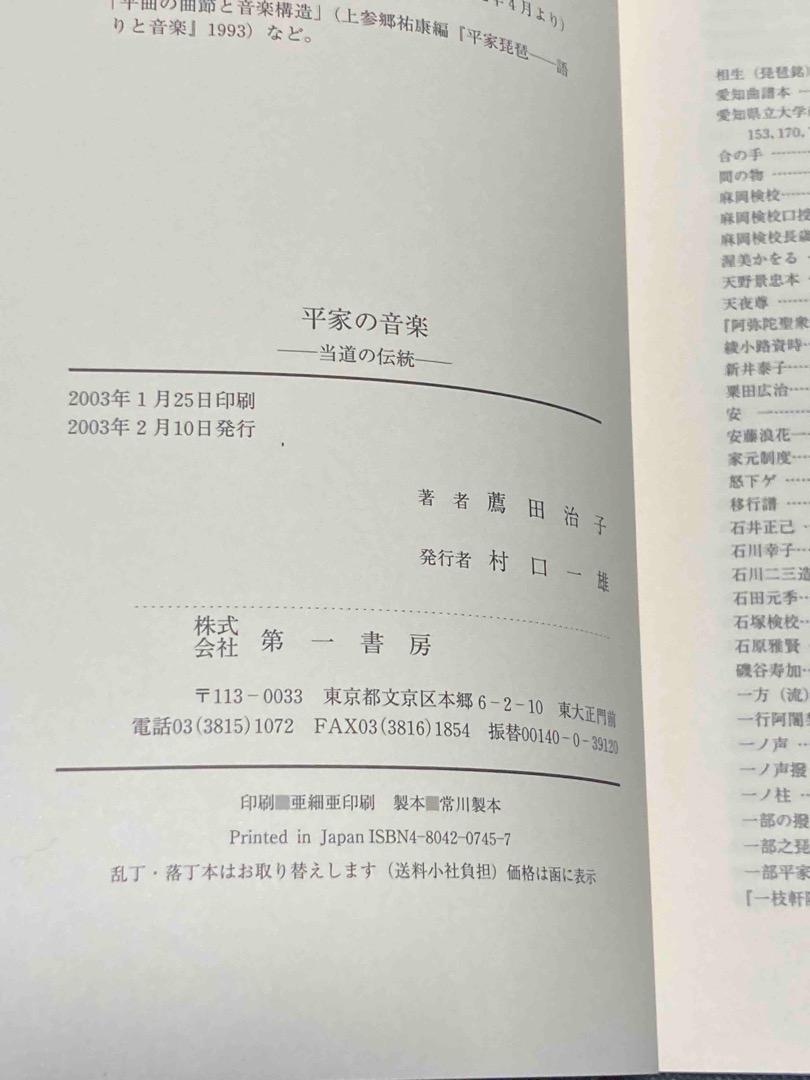 年4月より)
「平曲の曲節と音楽構造」(上参郷祐康編『平家琵琶――語
りと音楽』1993)など。
平家の音楽
――当道の伝統――
2003年1月25日印刷
2003年2月10日発行
著者 薦田治子
発行者 村口一雄
株式会社 第一書房
〒113-0033 東京都文京区本郷6-2-10 東大正門前
電話03(3815)1072 FAX03(3816)1854 振替00140-0-39120
印刷■亜細亜印刷 製本■常川製本
Printed in Japan ISBN4-8042-0745-7
乱丁・落丁本はお取り替えします(送料小社負担)価格は函に表示
相生(琵琶銘)
愛知曲譜本
愛知県立大学
153, 170,
合の手
間の物
麻岡検校
麻岡検校口授
麻岡検校長歳
渥美かをる
天野景忠本
天夜尊
『阿弥陀聖衆
綾小路資時
新井泰子
粟田広治
安 一
安藤浪花一
家元制度
怒下ゲ
移行譜
石井正己
石川幸子
石川二三造
石田元季
石塚検校
石原雅賢
磯谷寿加
一方(流)
一行阿闍
一ノ声
一ノ声撥
一ノ柱
一部の撥
一部之琵
一部平家
『一枝軒